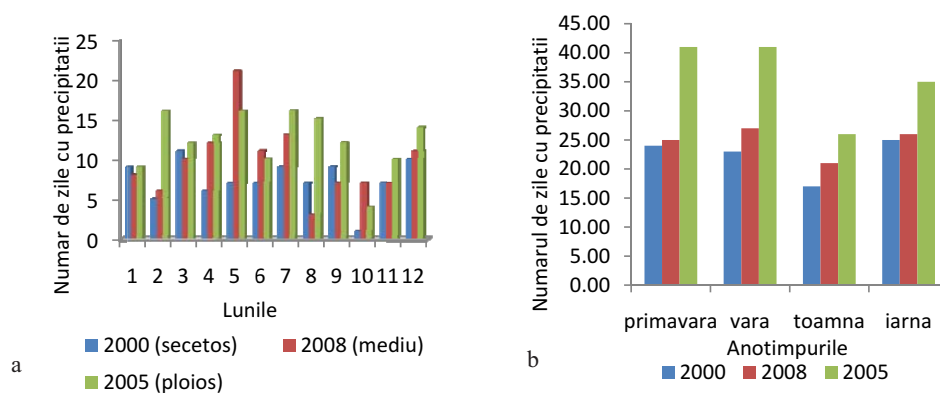 Numar de zile cu precipitatii
25
20
15
10
5
0
1 2 3 4 5 6 7 8 9 10 11 12
Lunile
2000 (secetos) 2008 (mediu)
2005 (ploios)
a
Numarul de zile cu precipitatii
45.00
40.00
35.00
30.00
25.00
20.00
15.00
10.00
5.00
0.00
primavara vara toamna iarna
Anotimpurile
2000 2008 2005
b